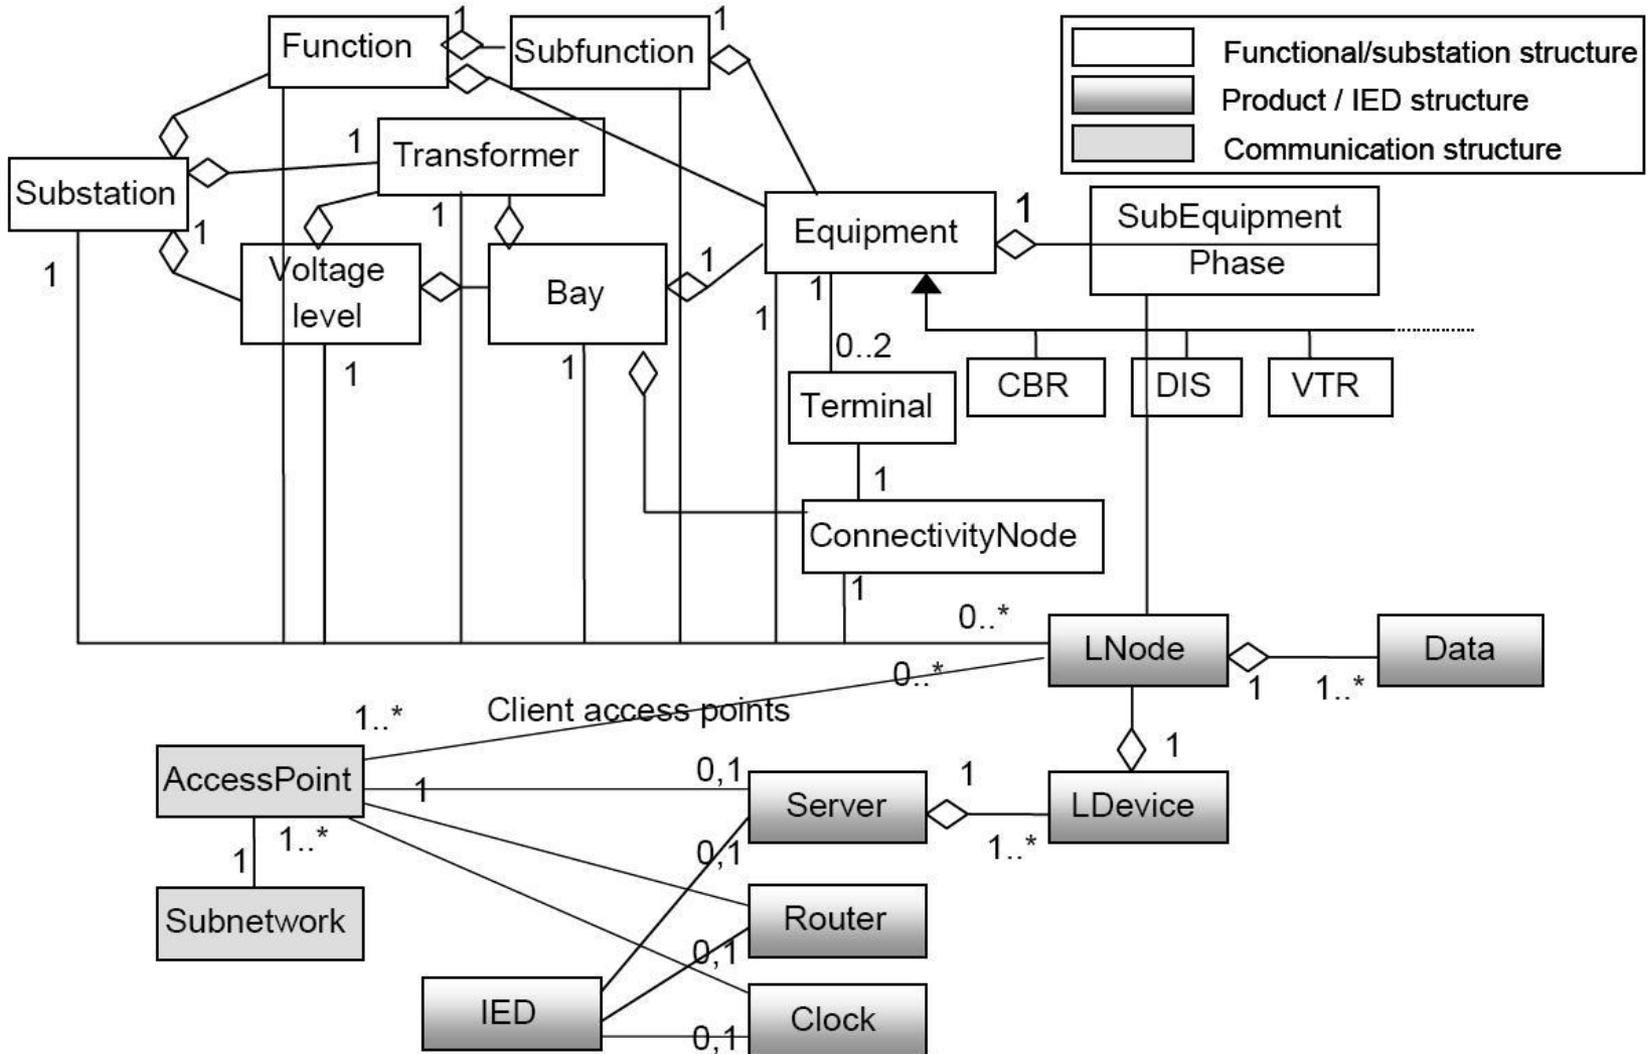 1
1
Function
Subfunction
Functional/substation structure
Product / IED structure
Communication structure
1
Transformer
Substation
1
1
1
SubEquipment
Equipment
Phase
1
Voltage
level
Bay
1
1
1
0..2
1
1
CBR
DIS
VTR
Terminal
1
ConnectivityNode
1
0..*
LNode
Data
0..*
1
1..*
Client access points
1..*
1
AccessPoint
1
0,1
1
Server
LDevice
1..*
1..*
1
0,1
Subnetwork
Router
0,1
IED
Clock
0,1